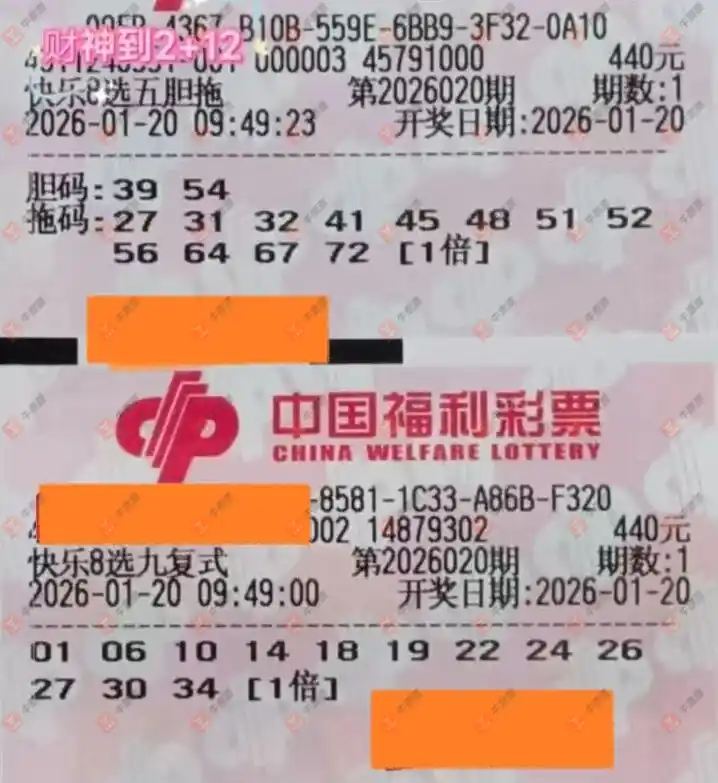 B10B-559E-6BB9-3F32-0A10
财神到2+12
001 000003 45791000 440元
快乐8选五胆拖 第2026020期 期数:1
2026-01-20 09:49:23 开奖日期:2026-01-20
胆码:39 54
拖码:27 31 32 41 45 48 51 52
56 64 67 72 [1倍]
中国福利彩票
CHINA WELFARE LOTTERY
-8581-1C33-A86B-F320
002 14879302 440元
快乐8选九复式 第2026020期 期数:1
2026-01-20 09:49:00 开奖日期:2026-01-20
01 06 10 14 18 19 22 24 26
27 30 34 [1倍]